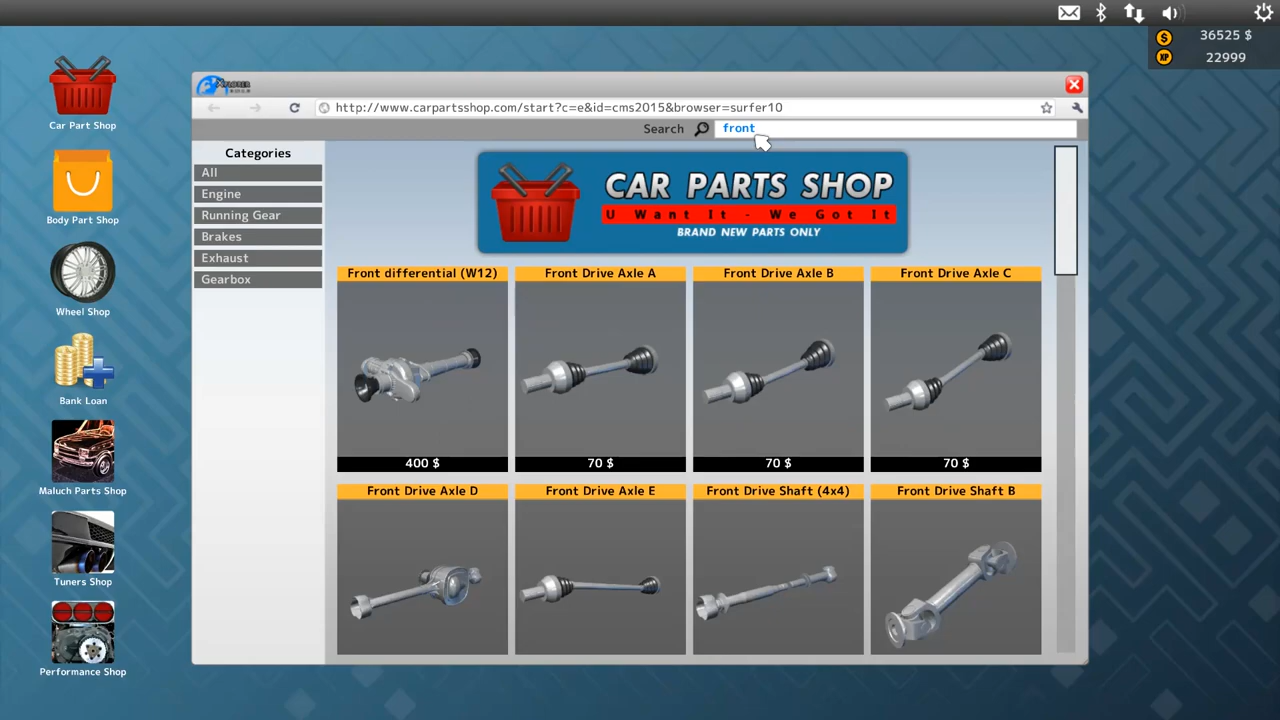 36525 $
22999
Car Part Shop
Body Part Shop
Wheel Shop
Bank Loan
Maluch Parts Shop
Tuners Shop
Performance Shop
http://www.carpartsshop.com/start?c=e&id=cms2015&browser=surfer10
Search front
Categories
All
Engine
Running Gear
Brakes
Exhaust
Gearbox
CAR PARTS SHOP
U Want It - We Got It
BRAND NEW PARTS ONLY
Front differential (W12) Front Drive Axle A Front Drive Axle B Front Drive Axle C
400 $ 70 $ 70 $ 70 $
Front Drive Axle D Front Drive Axle E Front Drive Shaft (4x4) Front Drive Shaft B